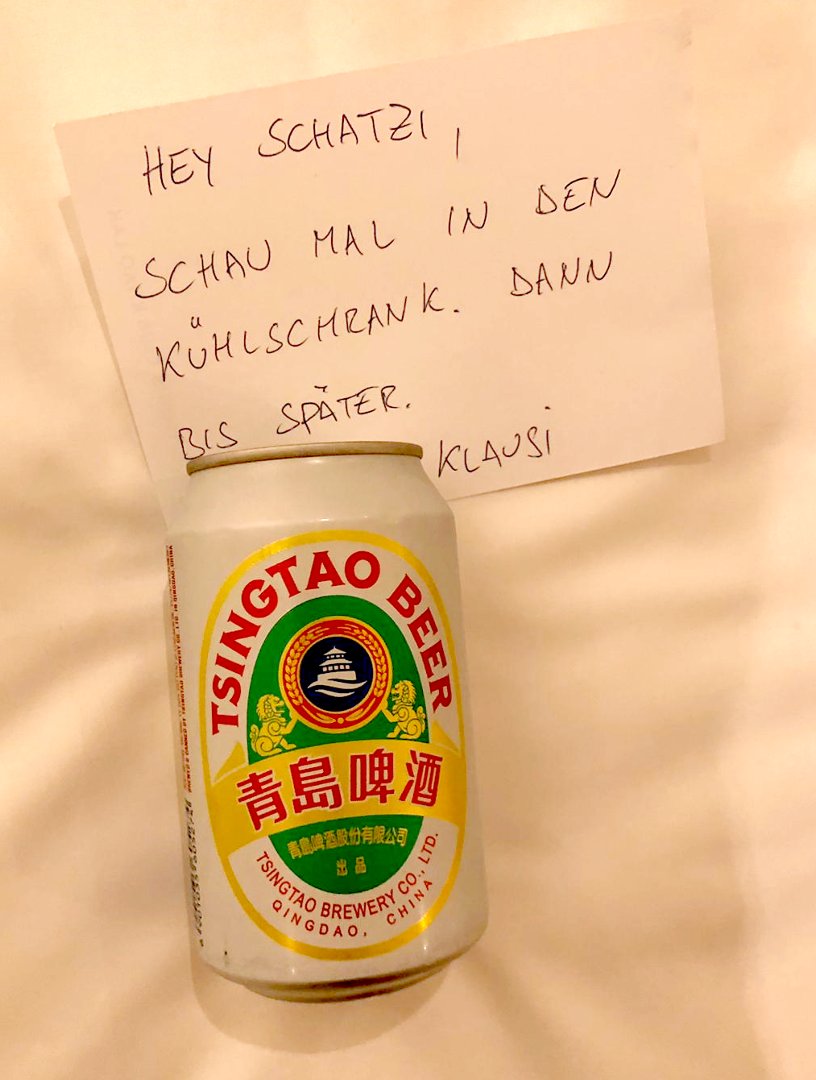 HEY SCHATZI,
SCHAU MAL IN DEN
KÜHLSCHRANK. DANN
BIS SPÄTER.
KLAUSI
TSINGTAO BEER
青島啤酒
青島啤酒股份有限公司
出品
TSINGTAO BREWERY CO., LTD.
QINGDAO, CHINA